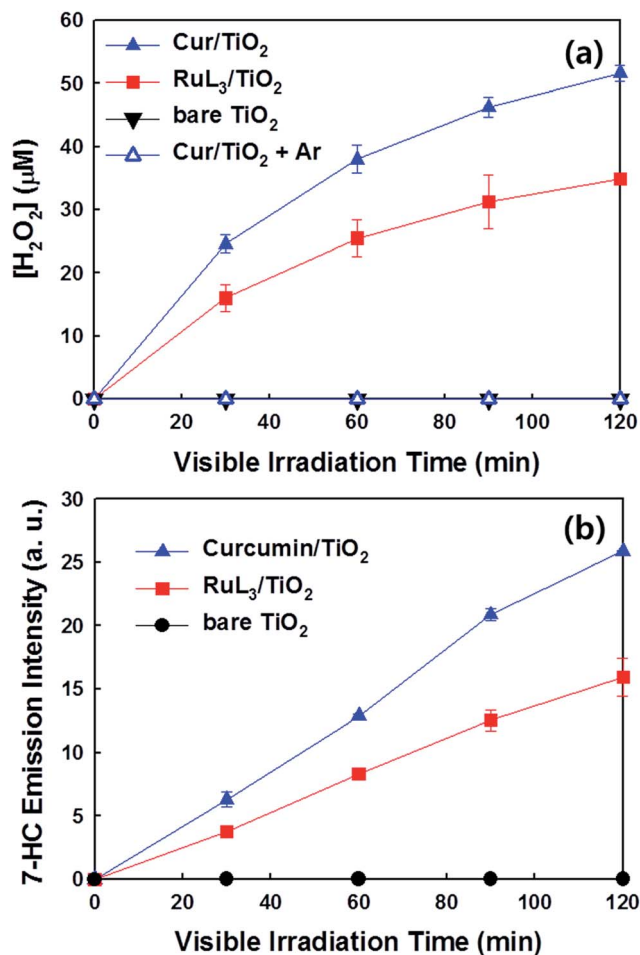 60
50
40
30
20
10
0
[H₂O₂] (μM)
Cur/TiO₂
RuL₃/TiO₂
bare TiO₂
Cur/TiO₂ + Ar
(a)
0 20 40 60 80 100 120
Visible Irradiation Time (min)
30
25
20
15
10
5
0
7-HC Emission Intensity (a. u.)
Curcumin/TiO₂
RuL₃/TiO₂
bare TiO₂
(b)
0 20 40 60 80 100 120
Visible Irradiation Time (min)